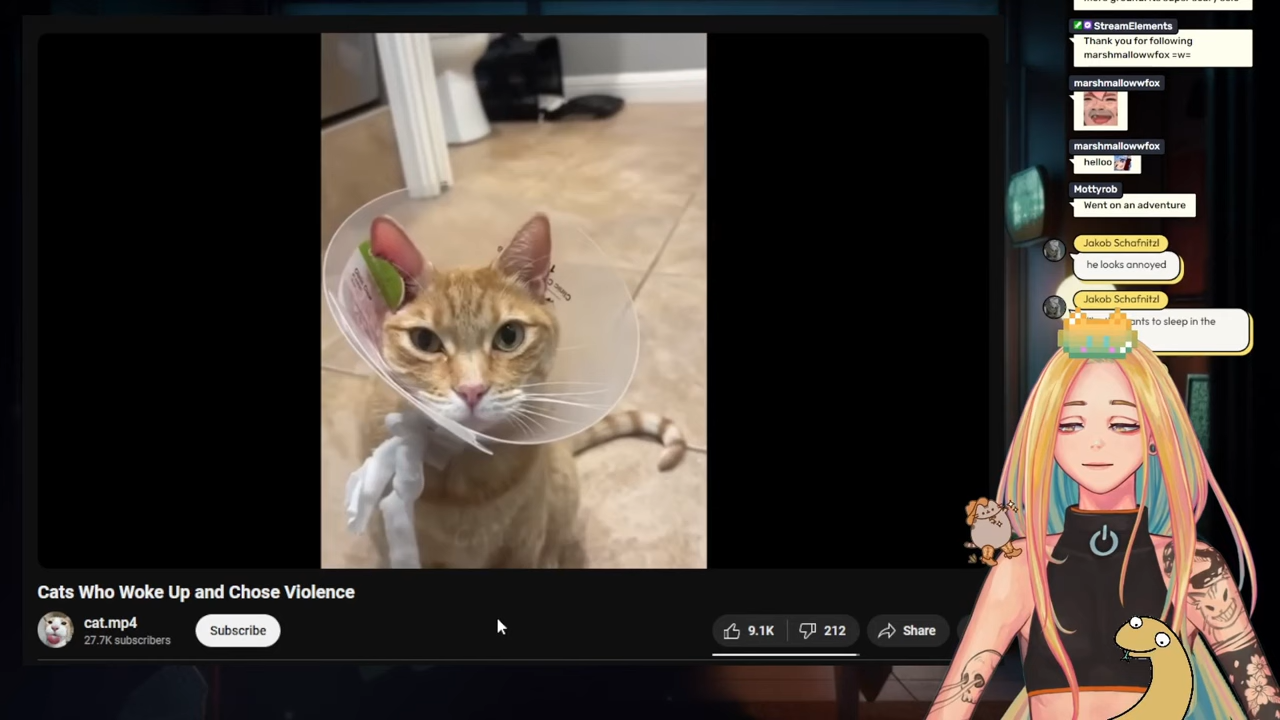 StreamElements
Thank you for following
marshmallowwfox =w=
marshmallowwfox
marshmallowwfox
helloo
Mottyrob
Went on an adventure
Jakob Schafnitzl
he looks annoyed
Jakob Schafnitzl
to sleep in the
Cats Who Woke Up and Chose Violence
cat.mp4
27.7K subscribers
Subscribe
9.1K
212
Share